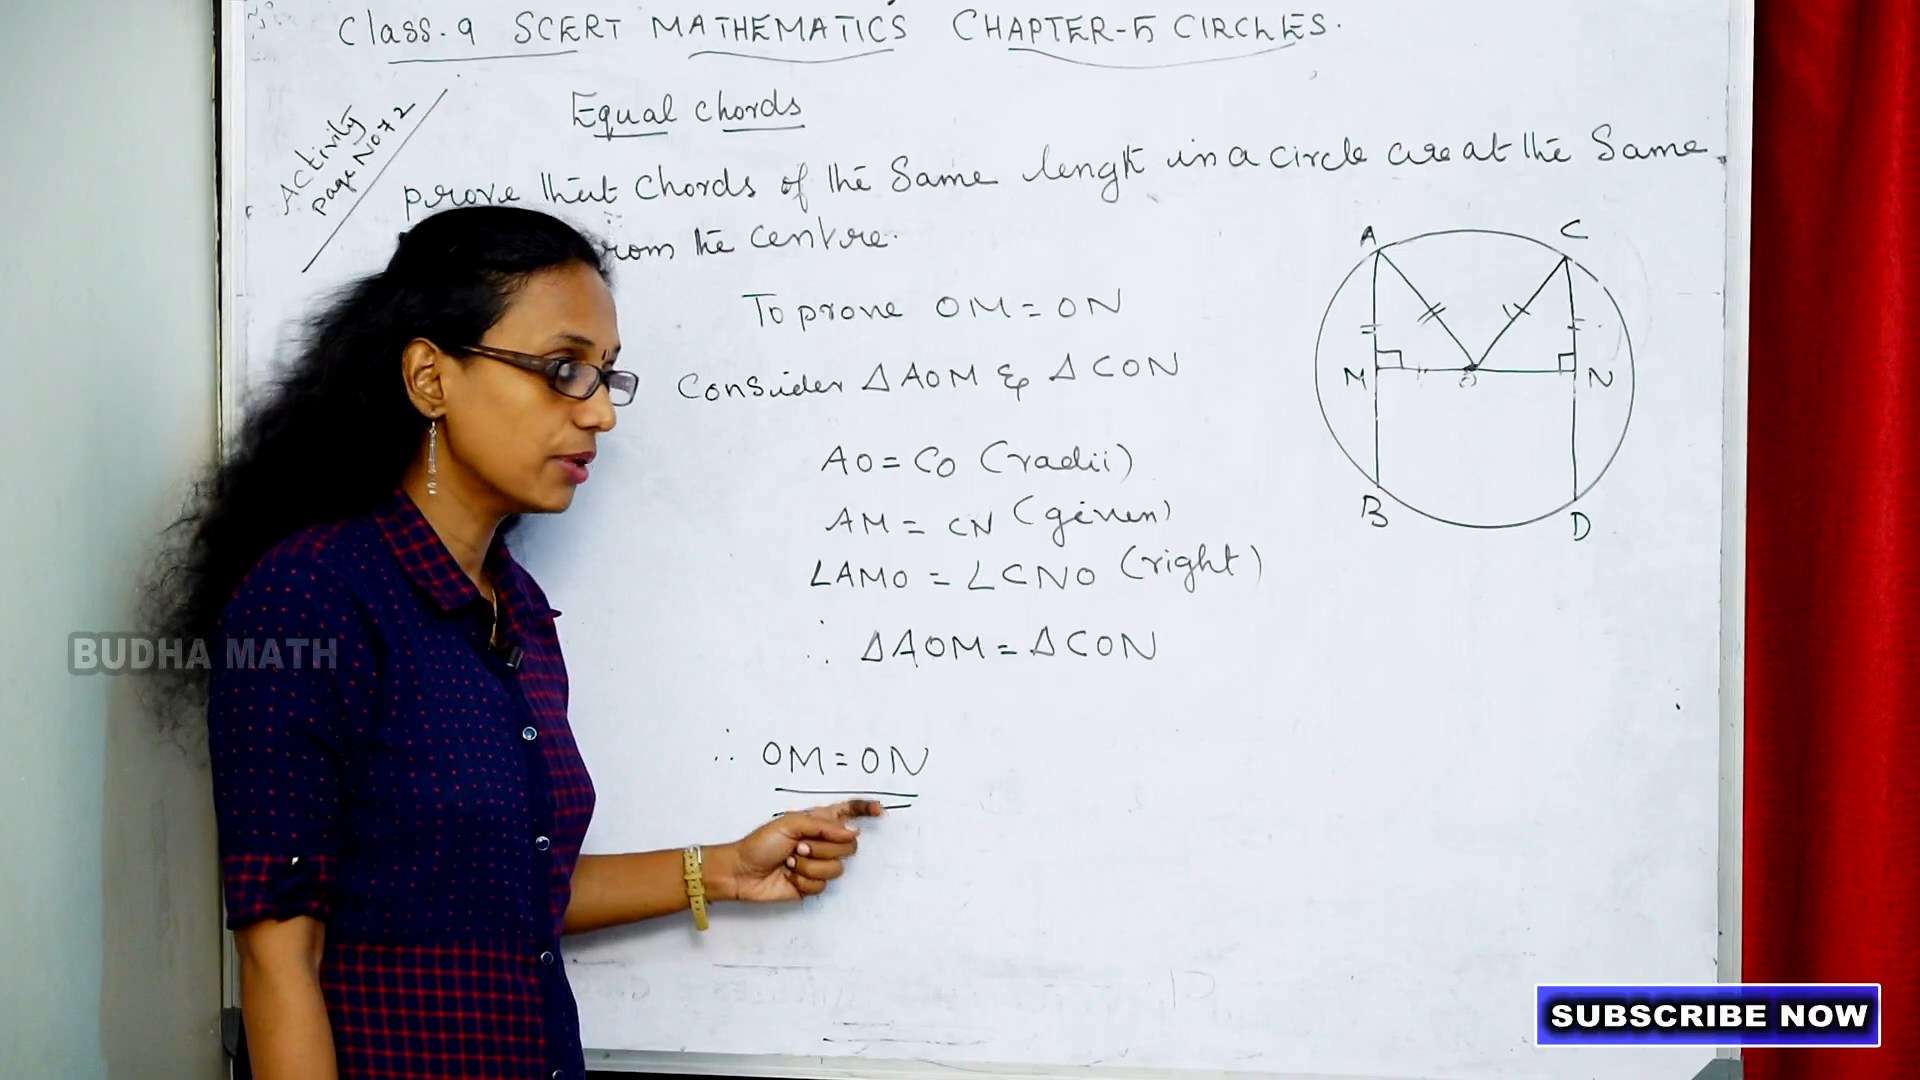 Class. 9 SCERT MATHEMATICS CHAPTER-5 CIRCLES.
Activity
page No 72
Equal chords
prove that chords of the same length in a circle are at the same
from the centre.
To prove OM = ON
Consider Δ AOM & Δ CON
AO = CO (radii)
AM = CN (given)
∠AMO = ∠CNO (right)
∴ ΔAOM = ΔCON
∴ OM = ON
A
C
M
O
N
B
D
BUDHA MATH
SUBSCRIBE NOW